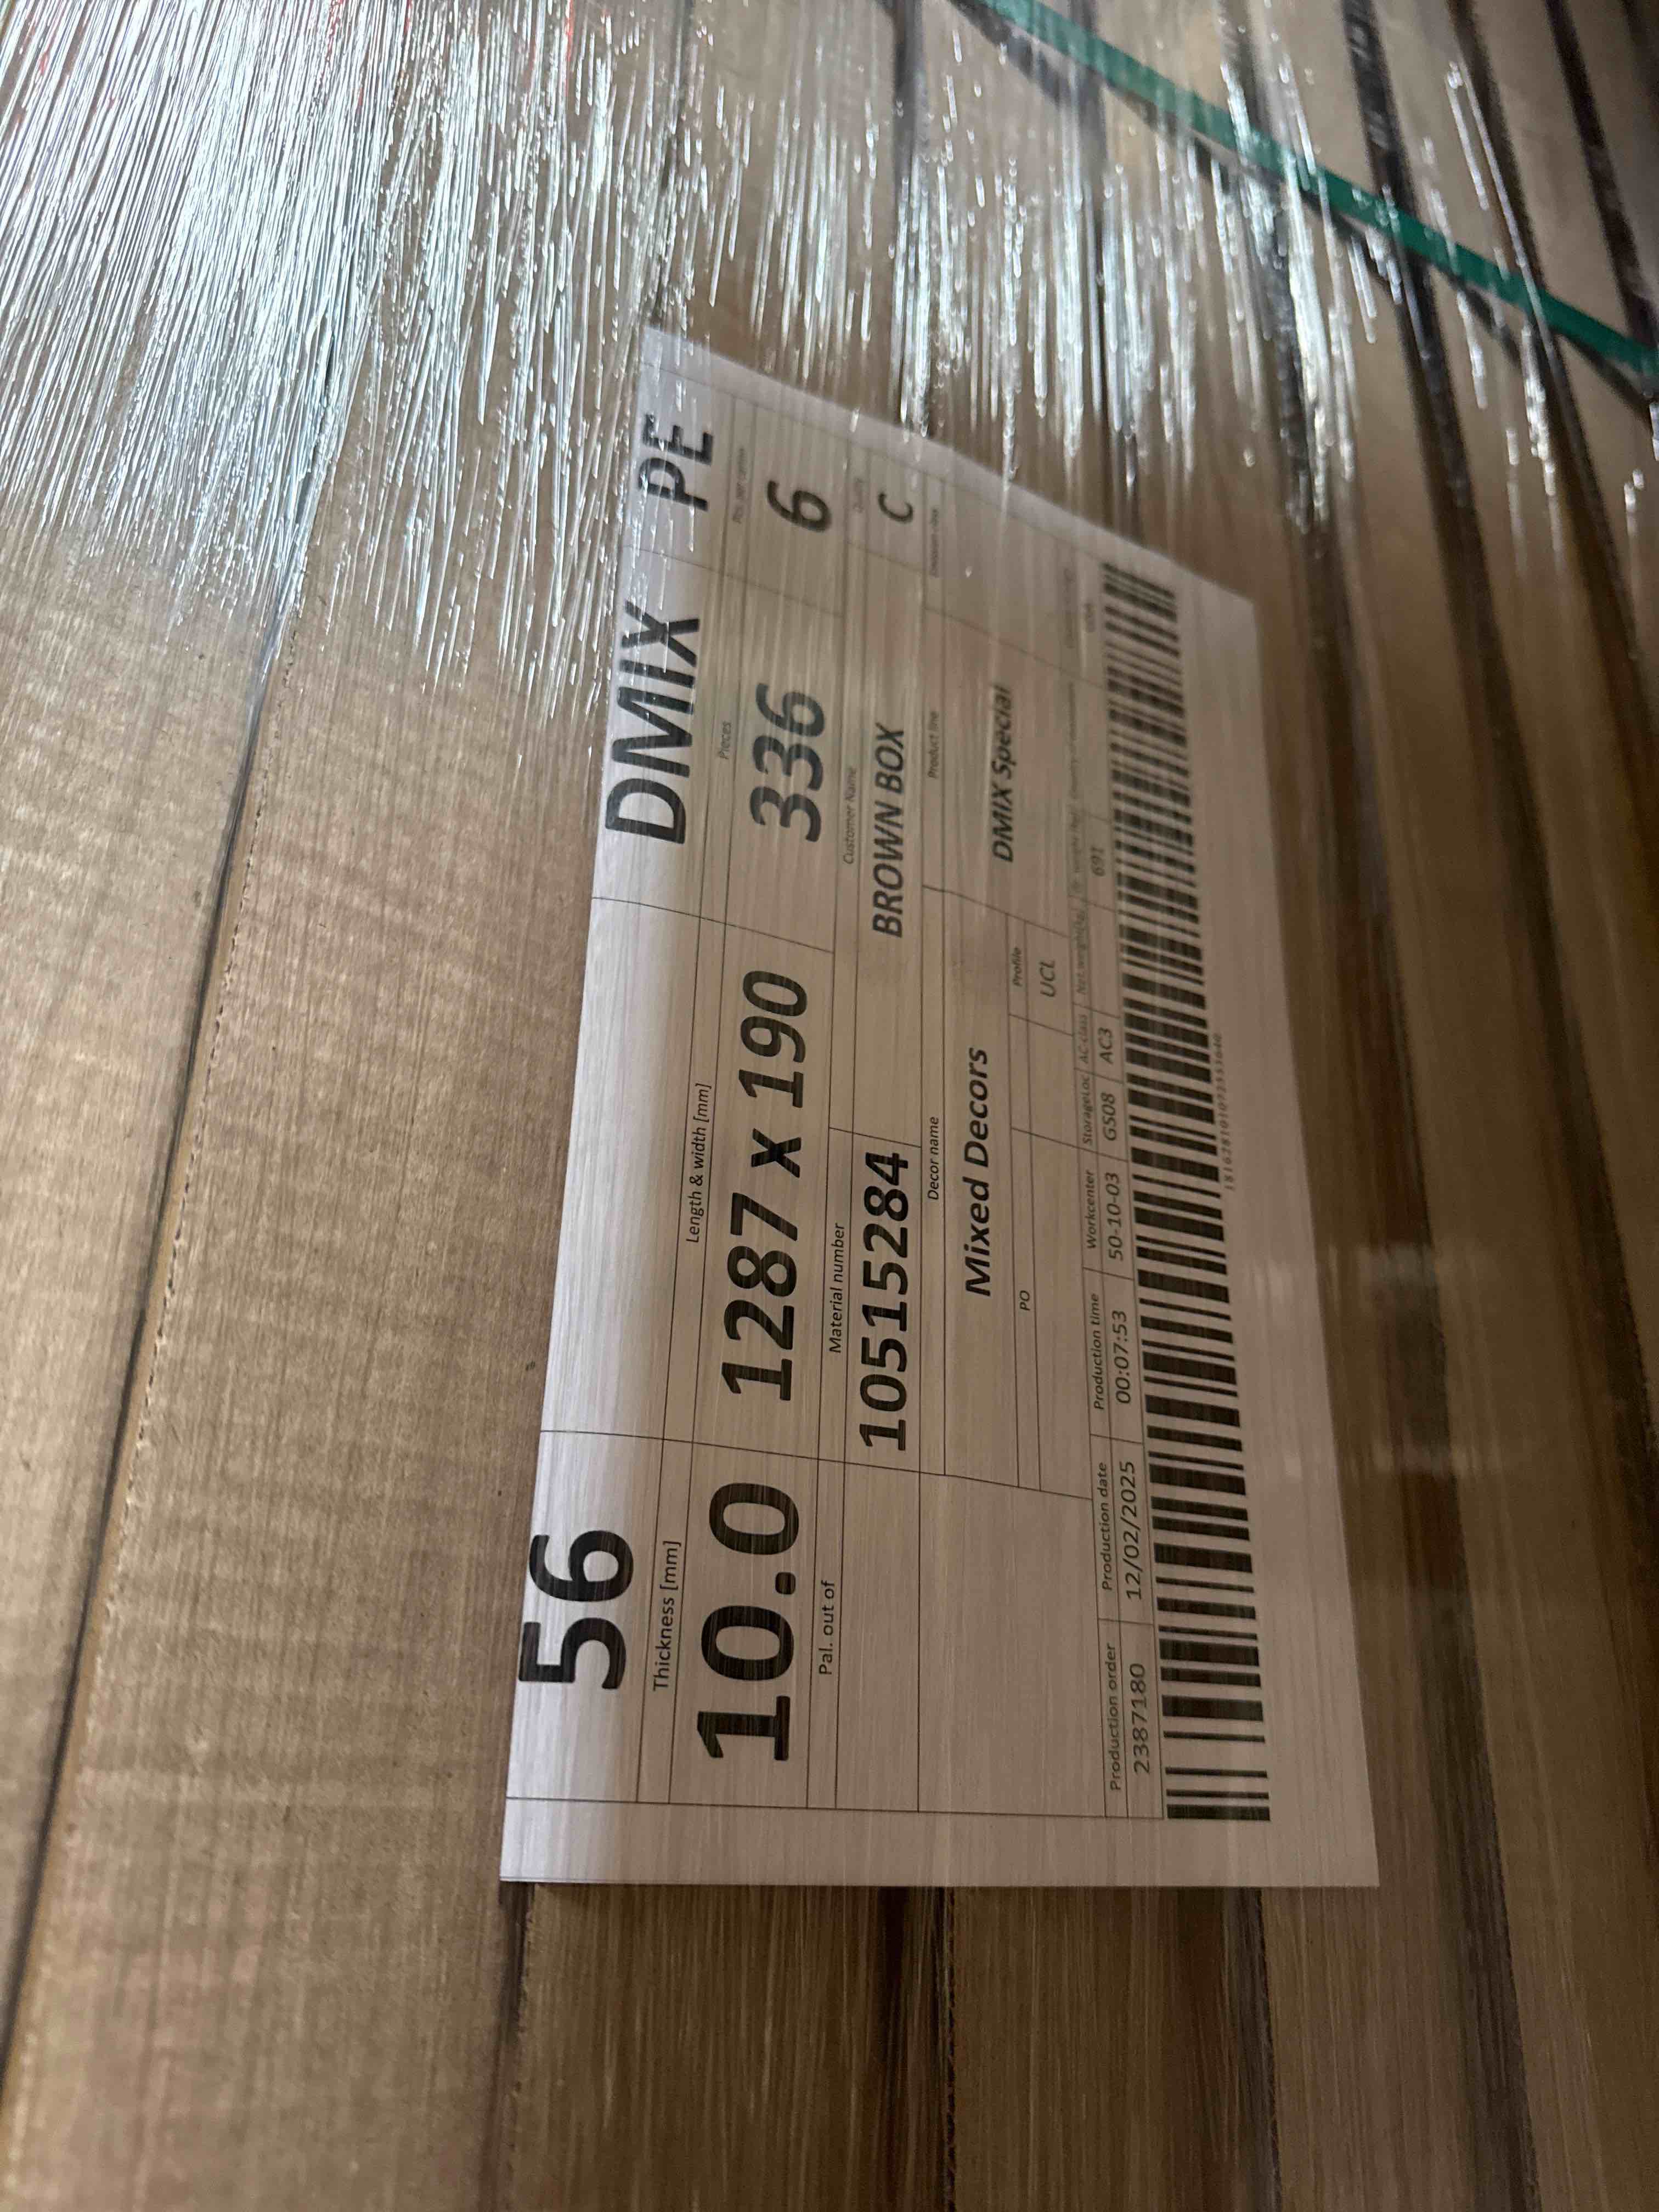 56 DMIX PE
Thickness [mm] Length & width [mm] Pieces
10.0 1287 x 190 336 6
Pal. out of Material number Customer Name Quality
10515284 BROWN BOX C
Decor name Product line
Mixed Decors DMIX Special
PO Profile
UCL
Production order Production date Production time Workcenter StorageLoc AC-class
2387180 12/02/2025 00:07:53 50-10-03 GS08 AC3 691